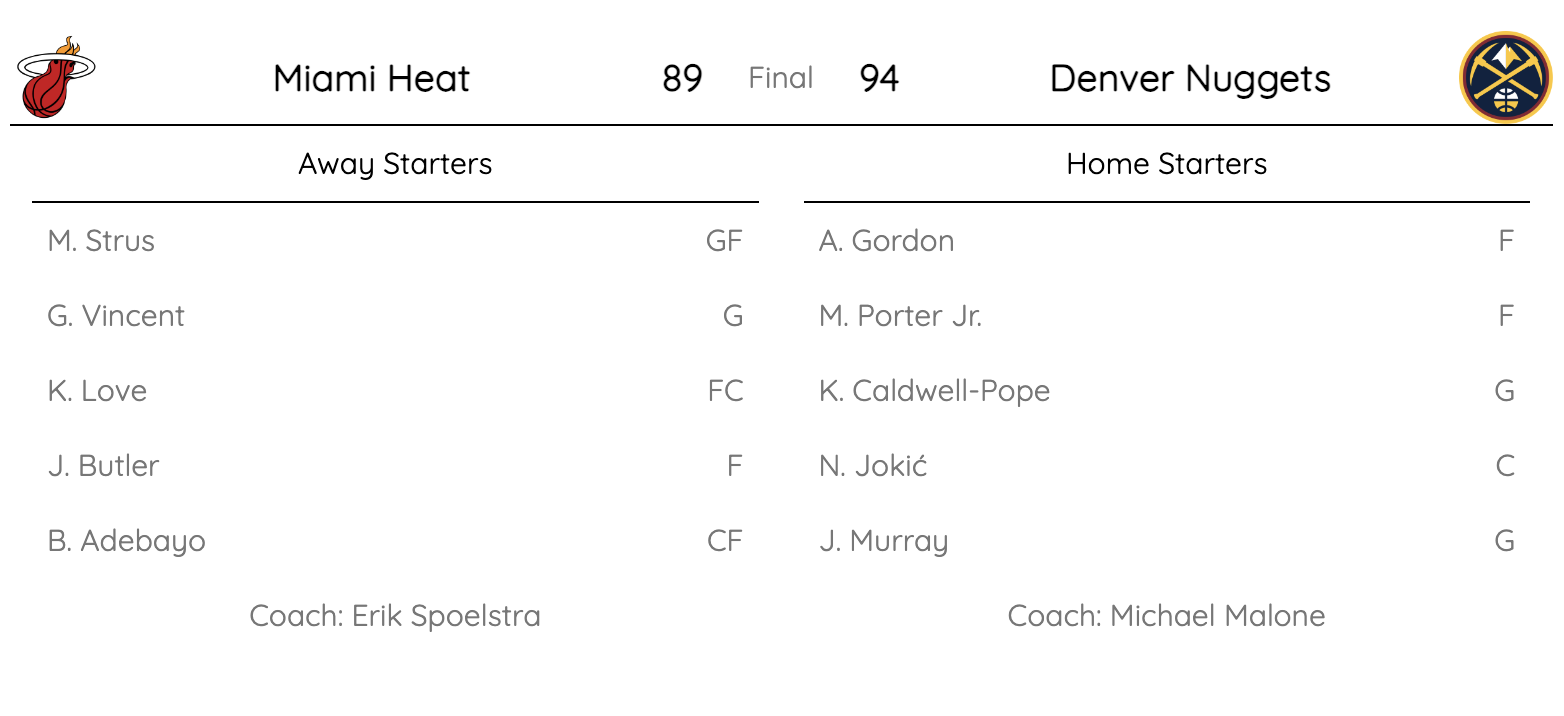 Miami Heat 89 Final 94 Denver Nuggets
Away Starters
M. Strus GF
G. Vincent G
K. Love FC
J. Butler F
B. Adebayo CF
Coach: Erik Spoelstra
Home Starters
A. Gordon F
M. Porter Jr. F
K. Caldwell-Pope G
N. Jokić C
J. Murray G
Coach: Michael Malone